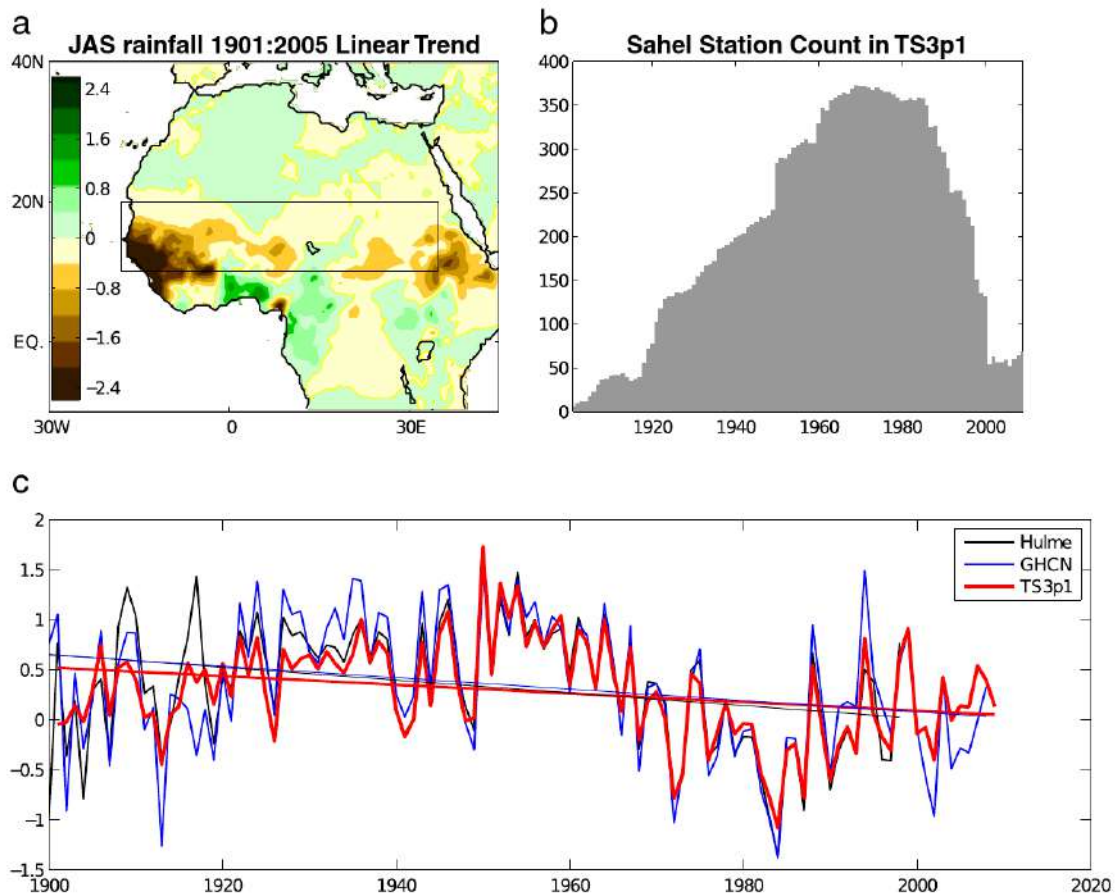 a
JAS rainfall 1901:2005 Linear Trend
40N
20N
EQ.
2.4
1.6
0.8
0
−0.8
−1.6
−2.4
30W
0
30E
b
Sahel Station Count in TS3p1
400
350
300
250
200
150
100
50
0
1920
1940
1960
1980
2000
c
2
1.5
1
0.5
0
-0.5
-1
-1.5
1900
1920
1940
1960
1980
2000
2020
Hulme
GHCN
TS3p1